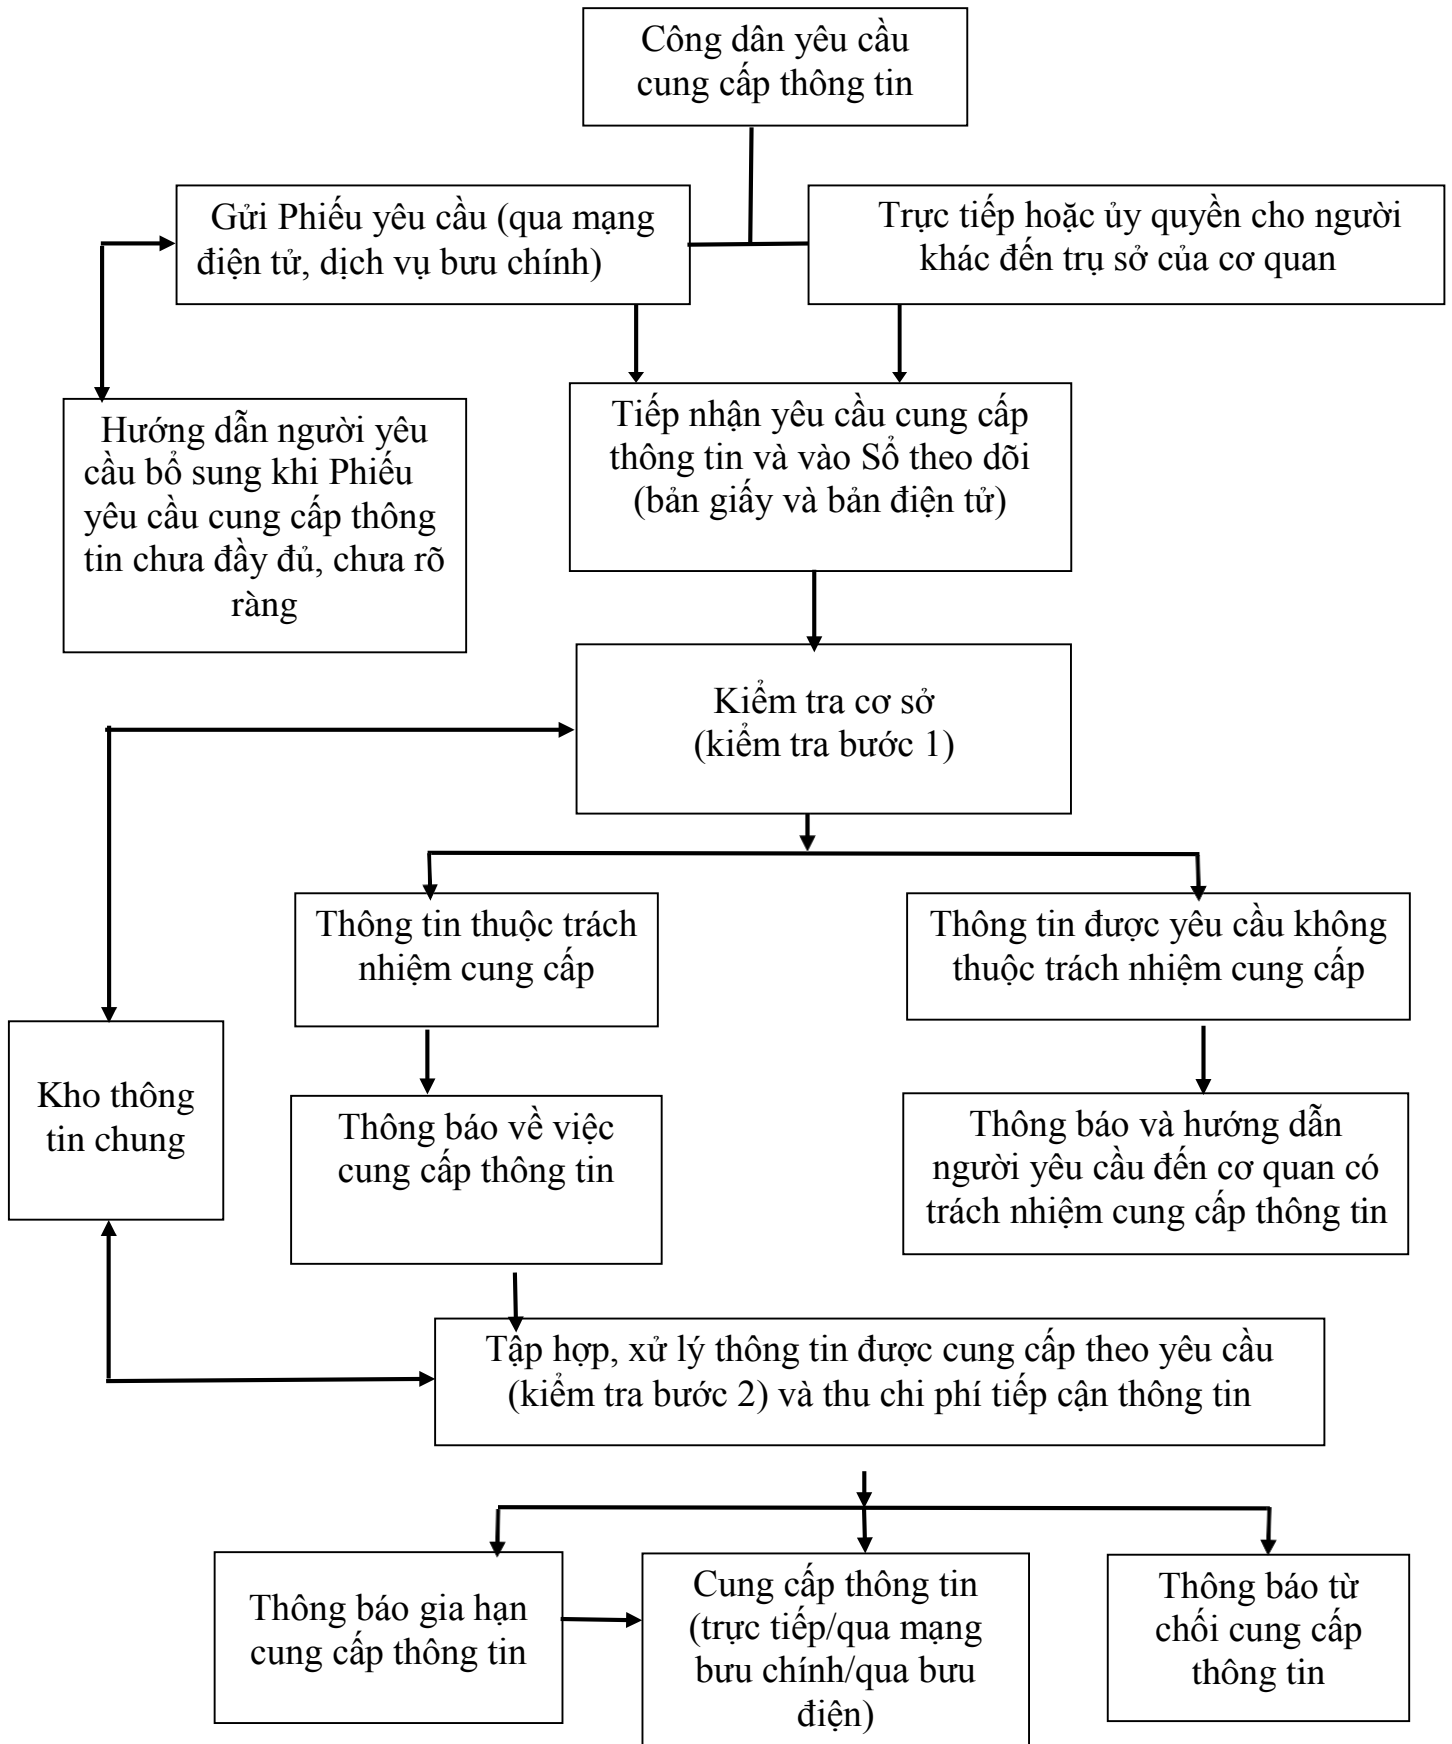 Công dân yêu cầu
cung cấp thông tin
Gửi Phiếu yêu cầu (qua mạng
điện tử, dịch vụ bưu chính)
Trực tiếp hoặc ủy quyền cho người
khác đến trụ sở của cơ quan
Hướng dẫn người yêu
cầu bổ sung khi Phiếu
yêu cầu cung cấp thông
tin chưa đầy đủ, chưa rõ
ràng
Tiếp nhận yêu cầu cung cấp
thông tin và vào Sổ theo dõi
(bản giấy và bản điện tử)
Kiểm tra cơ sở
(kiểm tra bước 1)
Thông tin thuộc trách
nhiệm cung cấp
Thông tin được yêu cầu không
thuộc trách nhiệm cung cấp
Kho thông
tin chung
Thông báo về việc
cung cấp thông tin
Thông báo và hướng dẫn
người yêu cầu đến cơ quan có
trách nhiệm cung cấp thông tin
Tập hợp, xử lý thông tin được cung cấp theo yêu cầu
(kiểm tra bước 2) và thu chi phí tiếp cận thông tin
Thông báo gia hạn
cung cấp thông tin
Cung cấp thông tin
(trực tiếp/qua mạng
bưu chính/qua bưu
điện)
Thông báo từ
chối cung cấp
thông tin